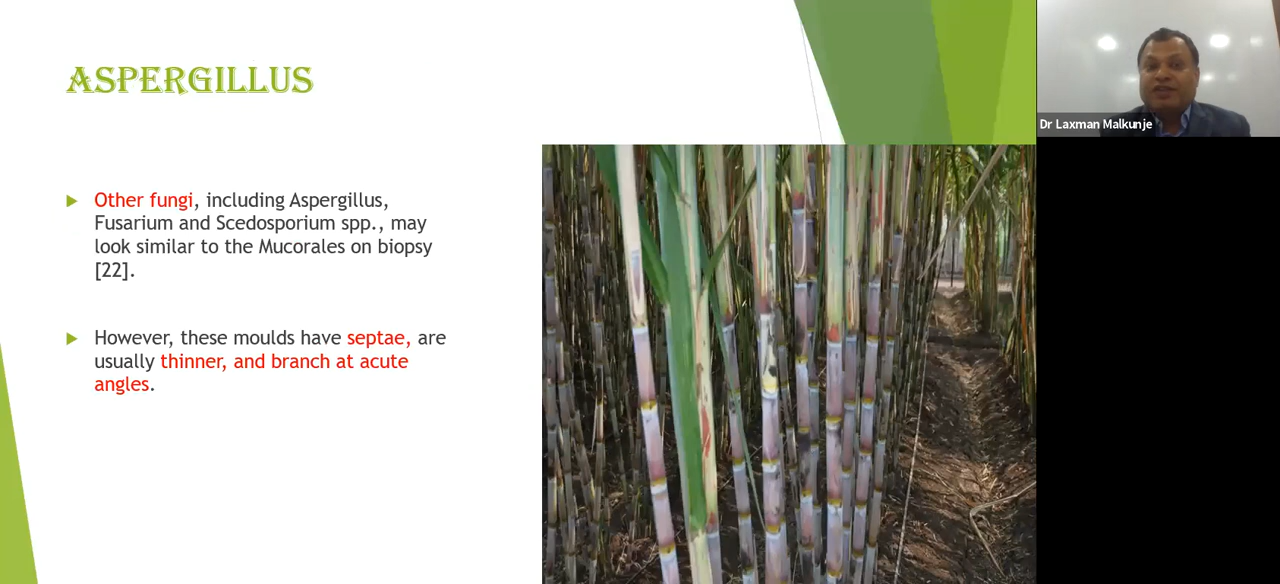 ASPERGILLUS
Other fungi, including Aspergillus,
Fusarium and Scedosporium spp., may
look similar to the Mucorales on biopsy
[22].
However, these moulds have septae, are
usually thinner, and branch at acute
angles.
Dr Laxman Malkunje